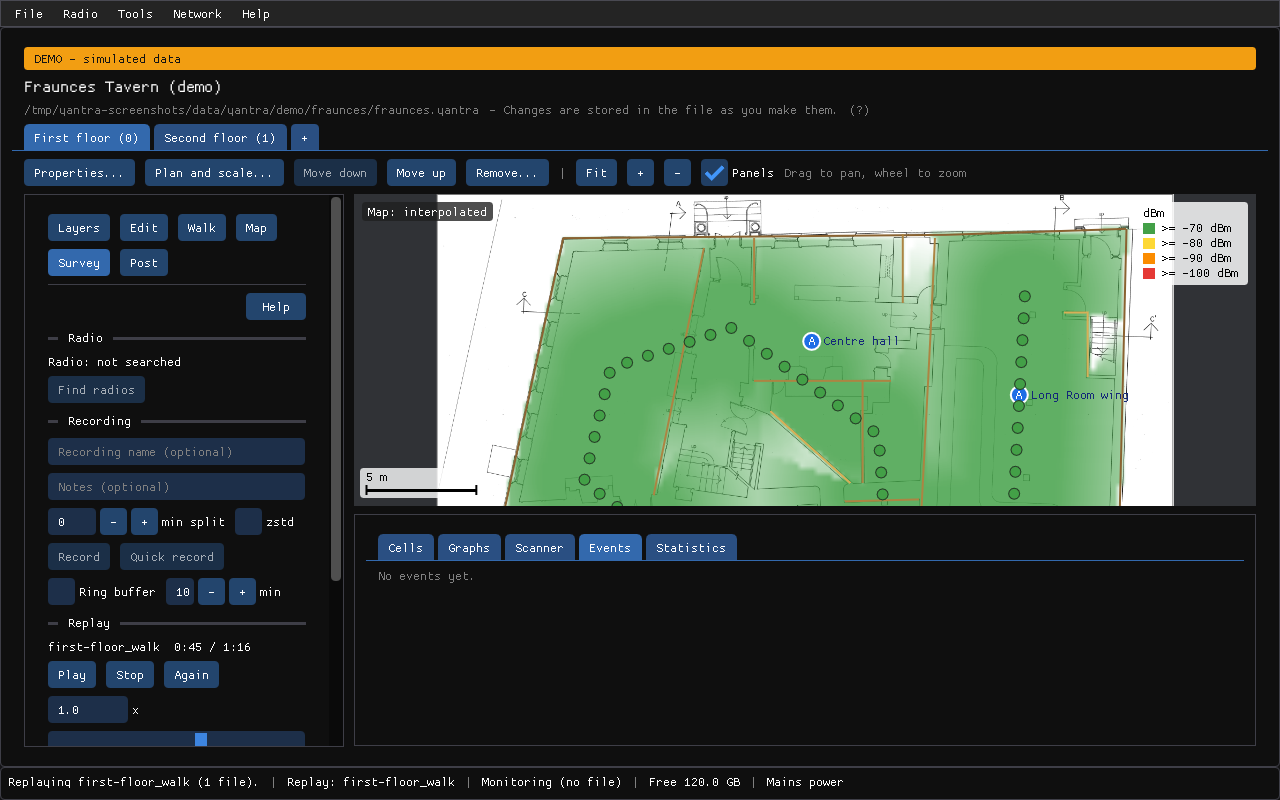 File Radio Tools Network Help
DEMO - simulated data
Fraunces Tavern (demo)
/tmp/yantra-screenshots/data/yantra/demo/fraunces/fraunces.yantra - Changes are stored in the file as you make them. (?)
First floor (0) Second floor (1) +
Properties... Plan and scale... Move down Move up Remove... | Fit + - Panels Drag to pan, wheel to zoom
Layers Edit Walk Map
Survey Post
Help
Radio
Radio: not searched
Find radios
Recording
Recording name (optional)
Notes (optional)
0 - + min split zstd
Record Quick record
Ring buffer 10 - + min
Replay
first-floor_walk 0:45 / 1:16
Play Stop Again
1.0 x
Map: interpolated
A
B
dBm
>= -70 dBm
>= -80 dBm
>= -90 dBm
>= -100 dBm
C
C'
A Centre hall
A Long Room wing
5 m
Cells Graphs Scanner Events Statistics
No events yet.
Replaying first-floor_walk (1 file). | Replay: first-floor_walk | Monitoring (no file) | Free 120.0 GB | Mains power